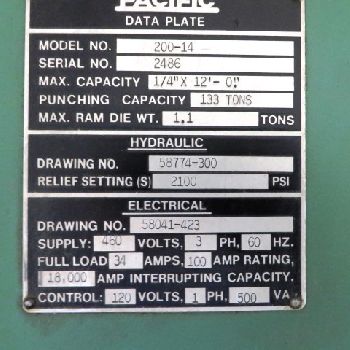 PACIFIC
DATA PLATE
MODEL NO. 200-14
SERIAL NO. 2486
MAX. CAPACITY 1/4"X 12'- 0"
PUNCHING CAPACITY 133 TONS
MAX. RAM DIE WT. 1.1 TONS
HYDRAULIC
DRAWING NO. 58774-300
RELIEF SETTING (S) 2100 PSI
ELECTRICAL
DRAWING NO. 58041-423
SUPPLY: 460 VOLTS, 3 PH, 60 HZ.
FULL LOAD 34 AMPS, 100 AMP RATING,
18,000 AMP INTERRUPTING CAPACITY.
CONTROL: 120 VOLTS, 1 PH, 500 VA